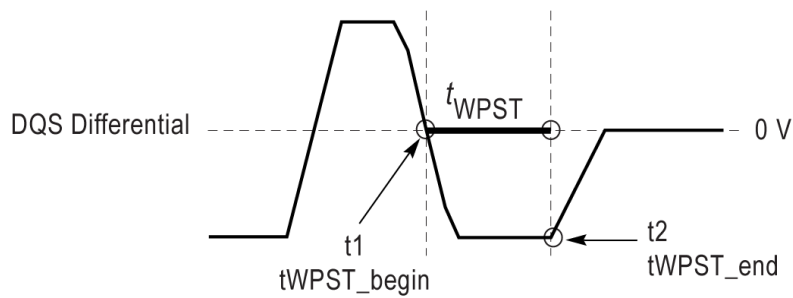 tWPST
DQS Differential
0 V
t1
tWPST_begin
t2
tWPST_end